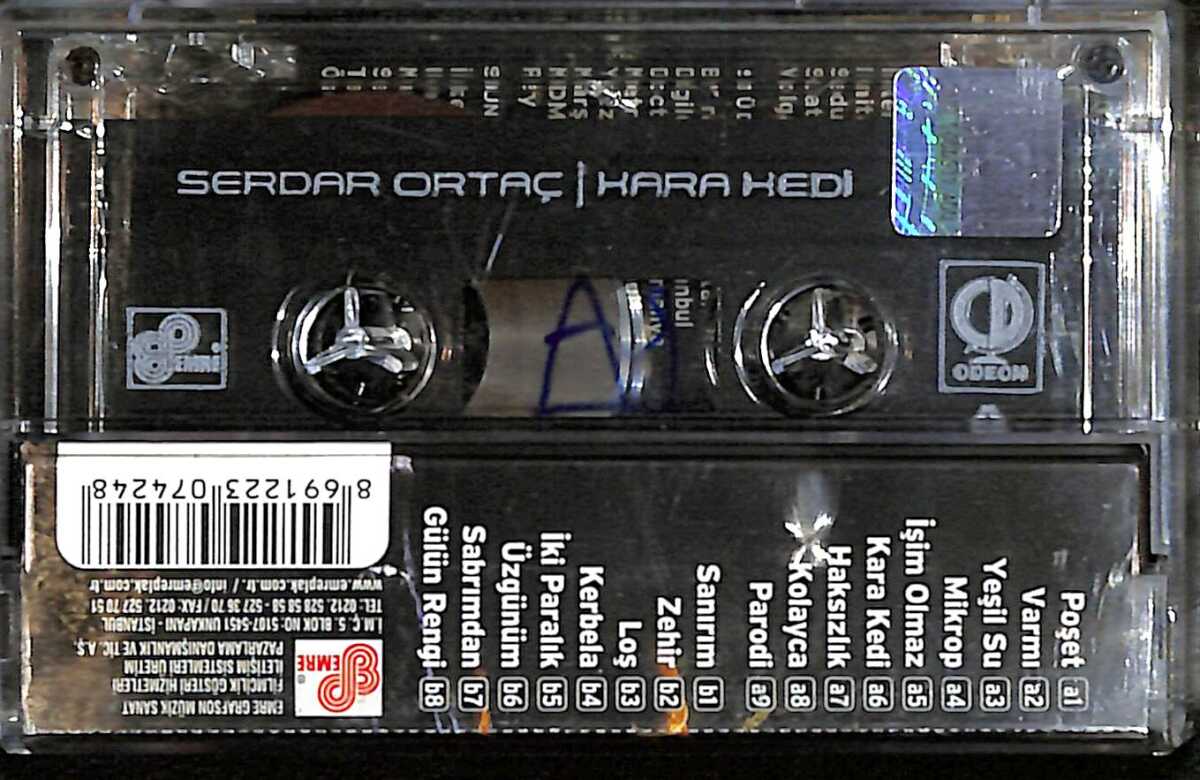 SERDAR ORTAÇ | KARA KEDİ
EMRE
ODEON
A
A
8 691223 074248
a1 Poşet
a2 Varmı
a3 Yeşil Su
a4 Mikrop
a5 İşim Olmaz
a6 Kara Kedi
a7 Haksızlık
a8 Kolayca
a9 Parodi
b1 Sanırım
b2 Zehir
b3 Loş
b4 Kerbela
b5 İki Paralık
b6 Üzgünüm
b7 Sabrımdan
b8 Gülün Rengi
EMRE
EMRE GRAFSON MÜZİK SANAT
FİLMCİLİK GÖSTERİ HİZMETLERİ
İLETİŞİM SİSTEMLERİ ÜRETİM
PAZARLAMA DANIŞMANLIK VE TİC. A.Ş.
İ.M.Ç. 5. BLOK NO: 5107-5451 UNKAPANI - İSTANBUL
TEL: 0212. 528 58 58 - 527 36 70 / FAX: 0212. 527 70 51
www.emreplak.com.tr. / info@emreplak.com.tr